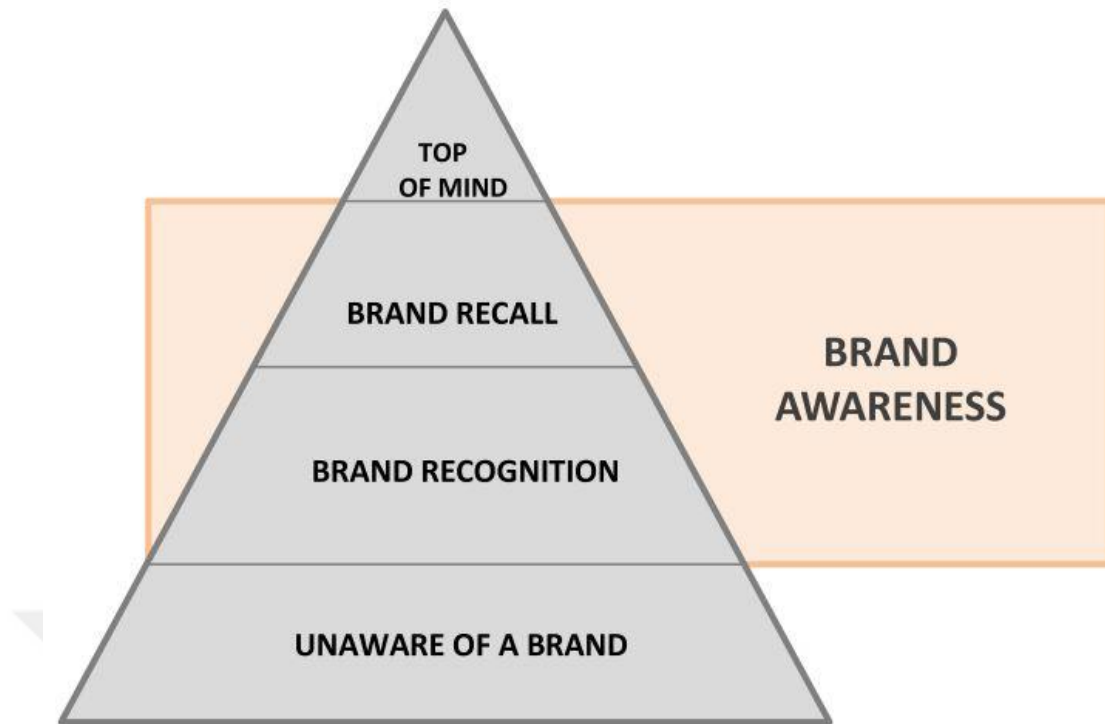 TOP
OF MIND
BRAND RECALL
BRAND
AWARENESS
BRAND RECOGNITION
UNAWARE OF A BRAND